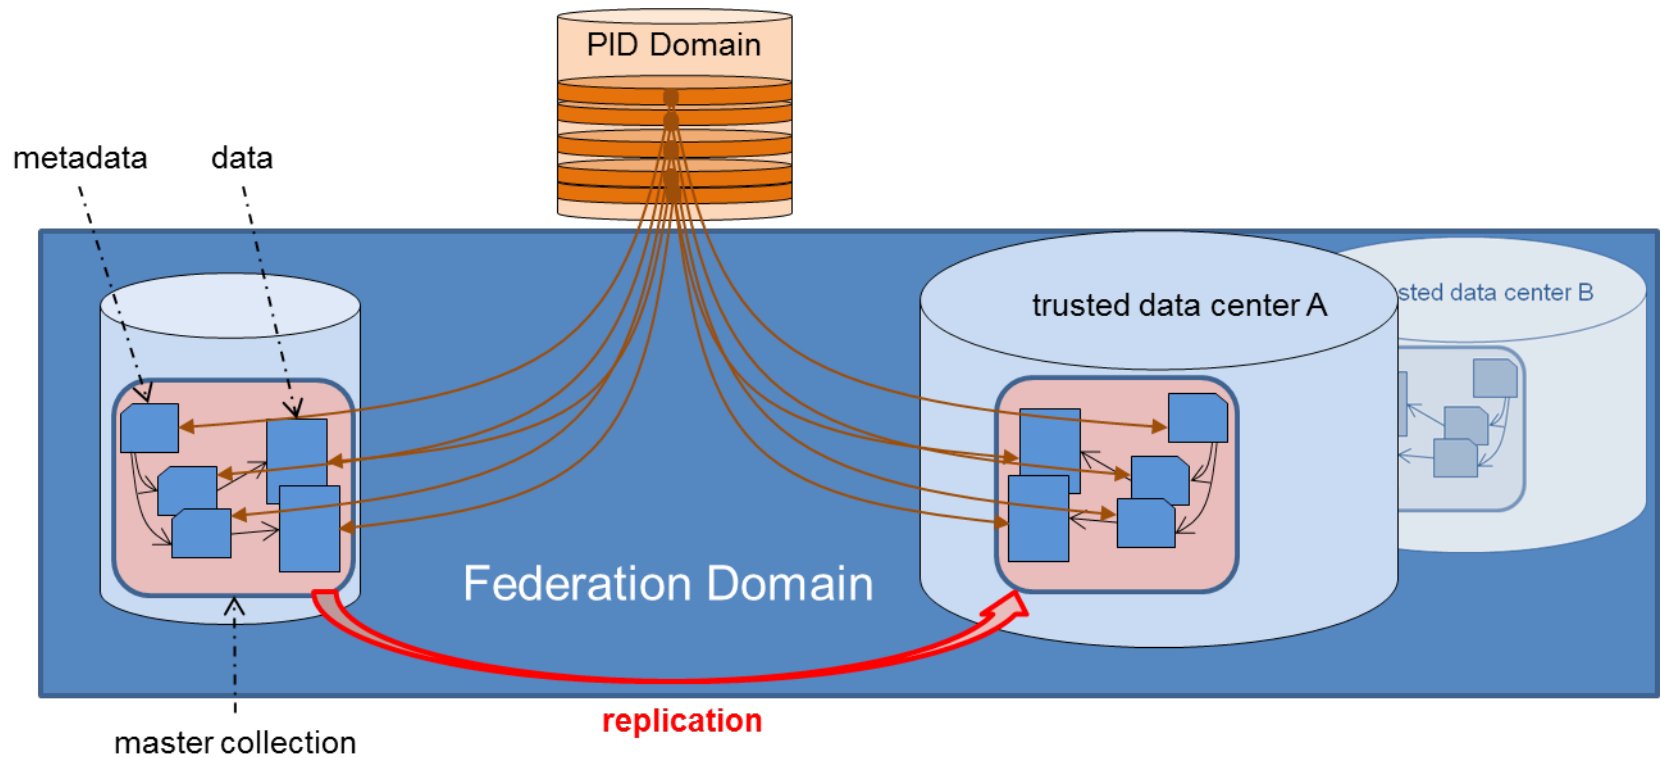 PID Domain
metadata
data
trusted data center A
sted data center B
Federation Domain
replication
master collection